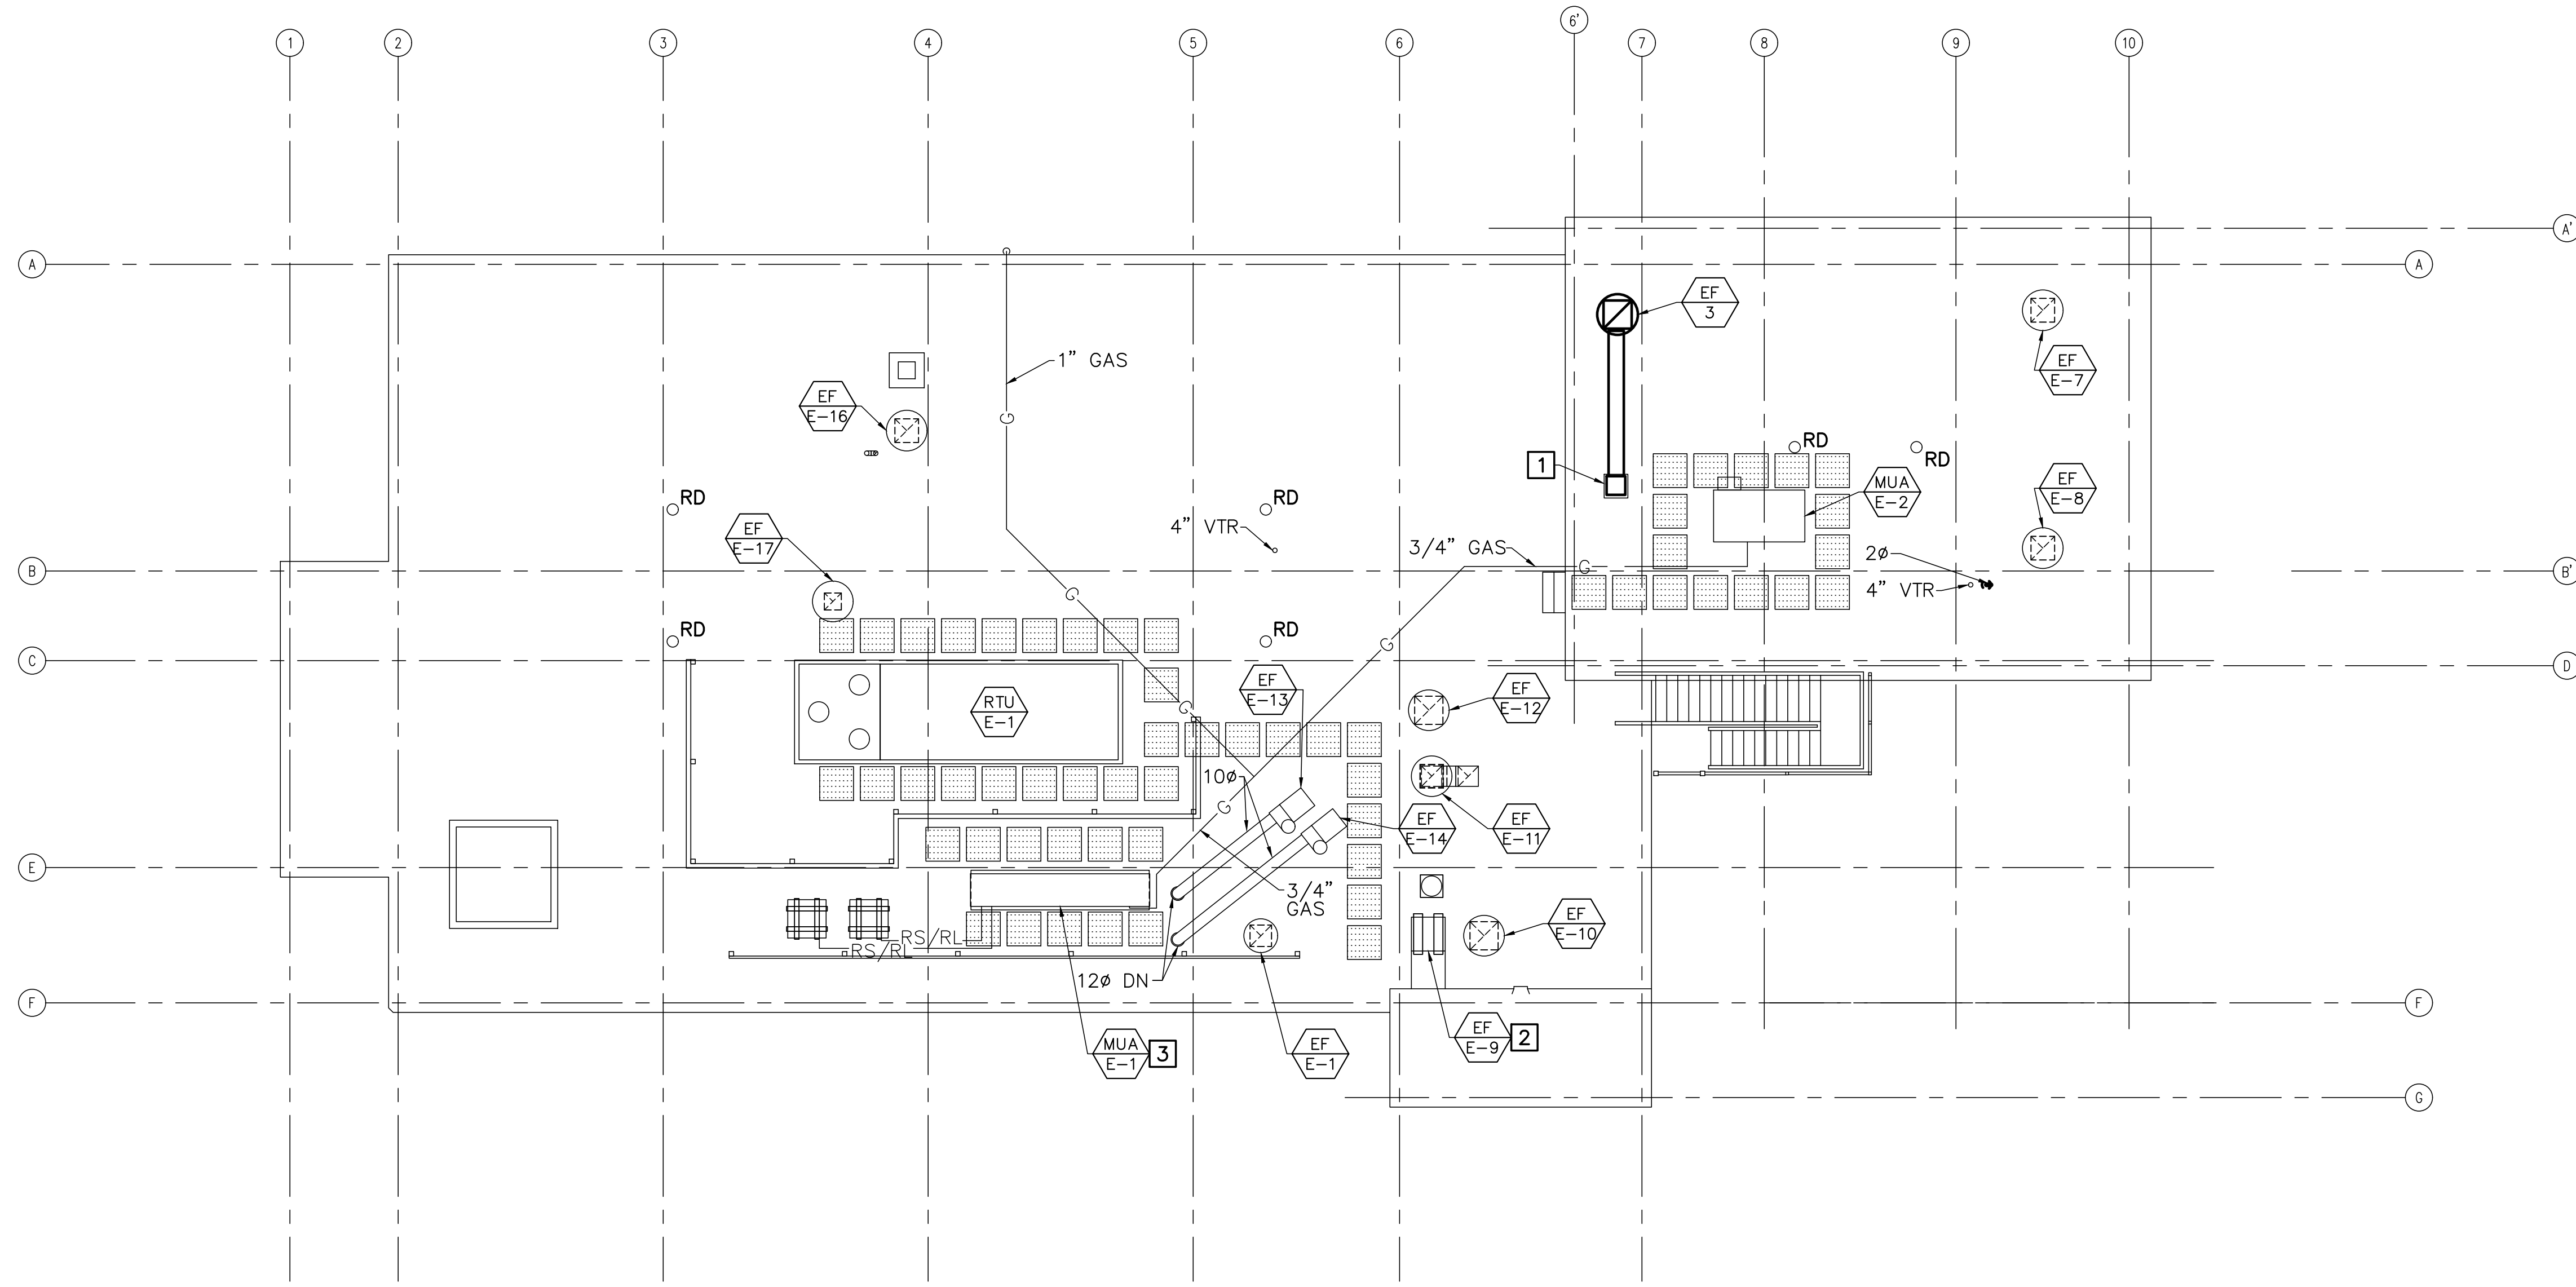 6'
1
2
3
4
5
6
7
8
9
10
A'
A
A
EF
3
EF
E-7
1" GAS
EF
E-16
G
RD
RD
1
MUA
E-2
EF
E-8
RD
RD
4" VTR
EF
E-17
3/4" GAS
2ø
B
G
B'
4" VTR
G
RD
RD
G
C
D
EF
E-13
EF
E-12
RTU
E-1
G
10ø
G
EF
E-14
EF
E-11
E
3/4"
GAS
EF
E-10
RS/RL
RS/RL
12ø DN
F
F
EF
E-9
2
MUA
E-1
3
EF
E-1
G